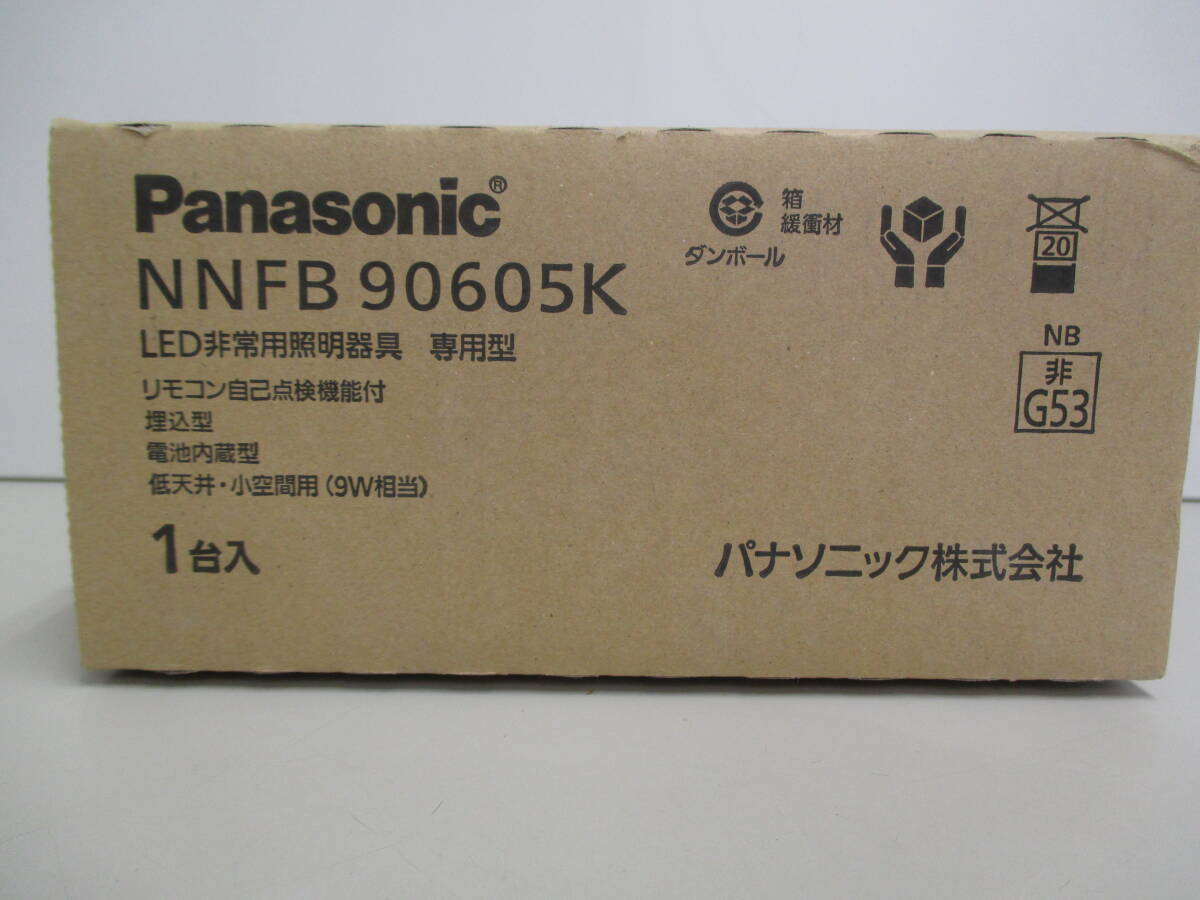 Panasonic®
NNFB 90605K
LED非常用照明器具 専用型
リモコン自己点検機能付
埋込型
電池内蔵型
低天井・小空間用(9W相当)
1台入
箱
緩衝材
ダンボール
20
NB
非
G53
パナソニック株式会社